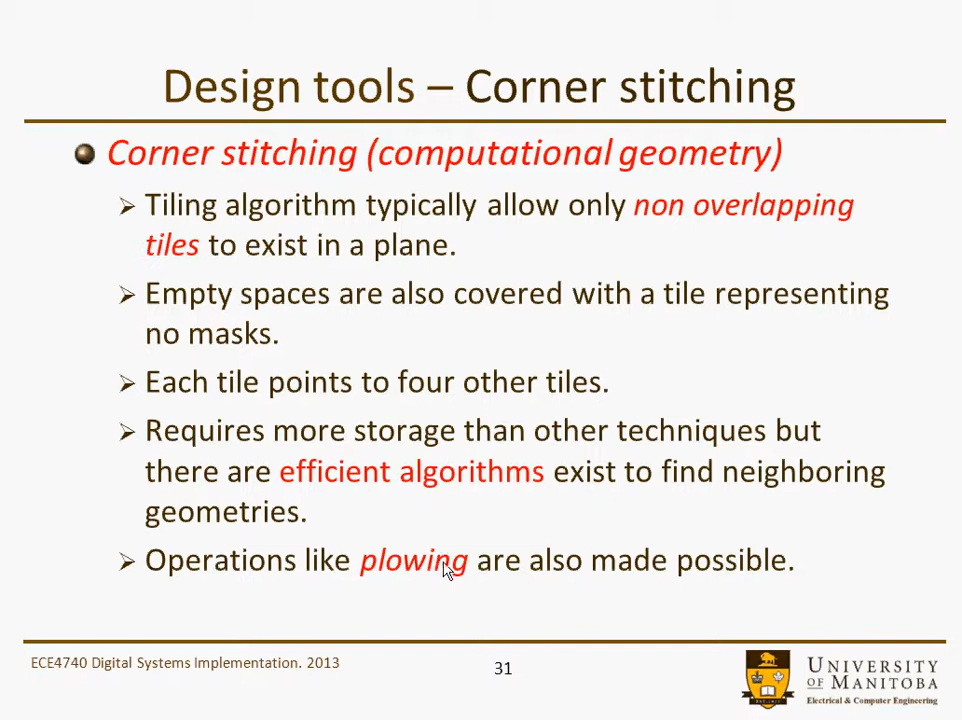 Design tools – Corner stitching
Corner stitching (computational geometry)
Tiling algorithm typically allow only non overlapping
tiles to exist in a plane.
Empty spaces are also covered with a tile representing
no masks.
Each tile points to four other tiles.
Requires more storage than other techniques but
there are efficient algorithms exist to find neighboring
geometries.
Operations like plowing are also made possible.
ECE4740 Digital Systems Implementation. 2013
31
UNIVERSITY
OF MANITOBA
Electrical & Computer Engineering